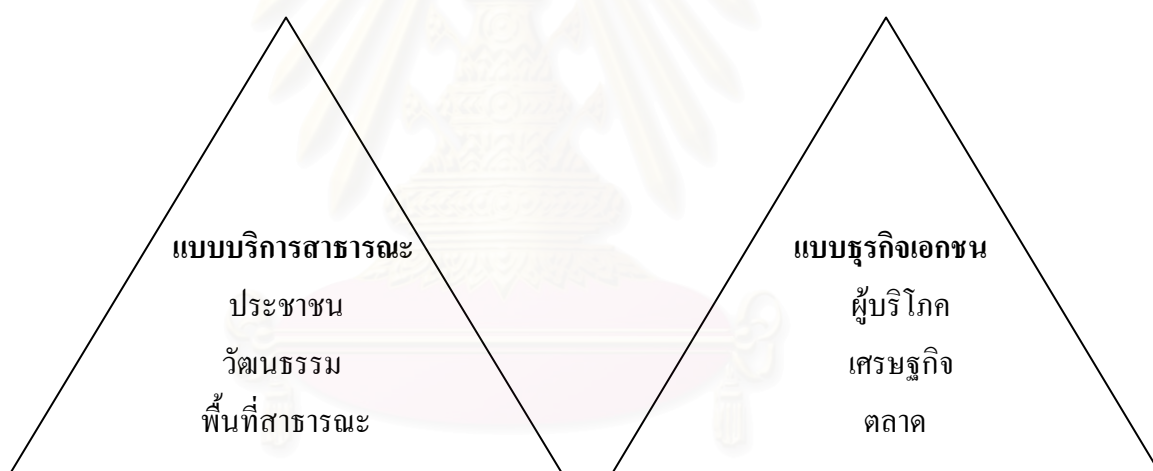 แบบบริการสาธารณะ
ประชาชน
วัฒนธรรม
พื้นที่สาธารณะ
แบบธุรกิจเอกชน
ผู้บริโภค
เศรษฐกิจ
ตลาด